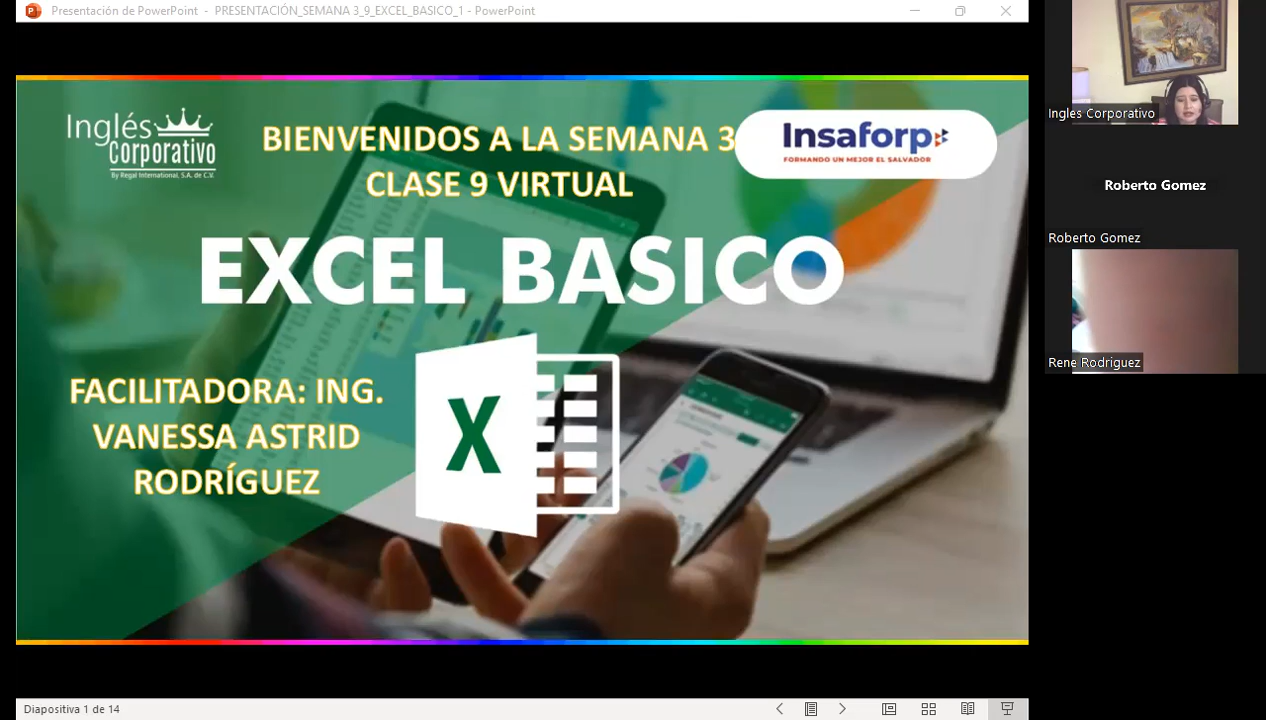 Presentación de PowerPoint - PRESENTACIÓN_SEMANA 3_9_EXCEL_BASICO_1 - PowerPoint
Inglés
Corporativo
By Regal International, S.A. de C.V.
BIENVENIDOS A LA SEMANA 3
CLASE 9 VIRTUAL
Insaforp
FORMANDO UN MEJOR EL SALVADOR
EXCEL BASICO
FACILITADORA: ING.
VANESSA ASTRID
RODRÍGUEZ
X
Ingles Corporativo
Roberto Gomez
Roberto Gomez
Rene Rodriguez
Diapositiva 1 de 14